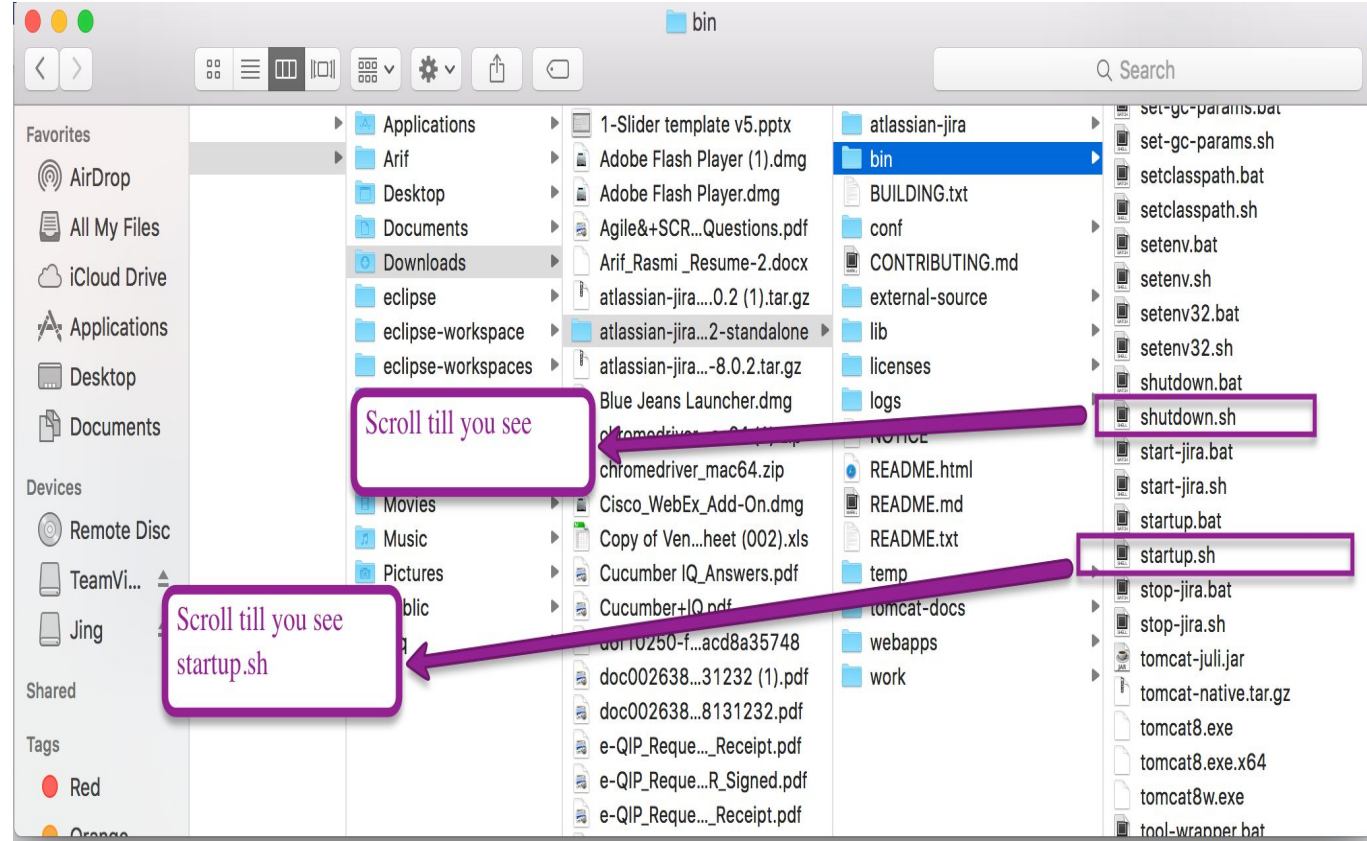 bin
Search
Favorites
AirDrop
All My Files
iCloud Drive
Applications
Desktop
Documents
Devices
Remote Disc
TeamVi...
Jing
Shared
Tags
Red
Orange
Applications
Arif
Desktop
Documents
Downloads
eclipse
eclipse-workspace
eclipse-workspaces
Movies
Music
Pictures
1-Slider template v5.pptx
Adobe Flash Player (1).dmg
Adobe Flash Player.dmg
Agile&+SCR...Questions.pdf
Arif_Rasmi _Resume-2.docx
atlassian-jira....0.2 (1).tar.gz
atlassian-jira...2-standalone
atlassian-jira...-8.0.2.tar.gz
Blue Jeans Launcher.dmg
chromedriver_mac64.zip
Cisco_WebEx_Add-On.dmg
Copy of Ven...heet (002).xls
Cucumber IQ_Answers.pdf
Cucumber+IQ.pdf
doc002638...31232 (1).pdf
doc002638...8131232.pdf
e-QIP_Reque..._Receipt.pdf
e-QIP_Reque...R_Signed.pdf
e-QIP_Reque..._Receipt.pdf
atlassian-jira
bin
BUILDING.txt
conf
CONTRIBUTING.md
external-source
lib
licenses
logs
NOTICE
README.html
README.md
README.txt
temp
tomcat-docs
webapps
work
set-gc-params.bat
set-gc-params.sh
setclasspath.bat
setclasspath.sh
setenv.bat
setenv.sh
setenv32.bat
setenv32.sh
shutdown.bat
shutdown.sh
start-jira.bat
start-jira.sh
startup.bat
startup.sh
stop-jira.bat
stop-jira.sh
tomcat-juli.jar
tomcat-native.tar.gz
tomcat8.exe
tomcat8.exe.x64
tomcat8w.exe
tool-wrapper.bat
Scroll till you see
Scroll till you see
startup.sh